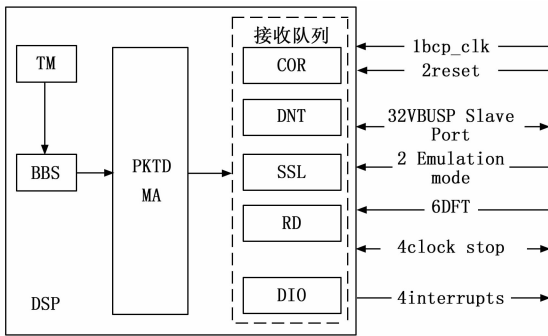 接收队列
TM
BBS
PKTD
MA
COR
DNT
SSL
RD
DIO
DSP
1bcp_clk
2reset
32VBUSP Slave
Port
2 Emulation
mode
6DFT
4clock stop
4interrupts